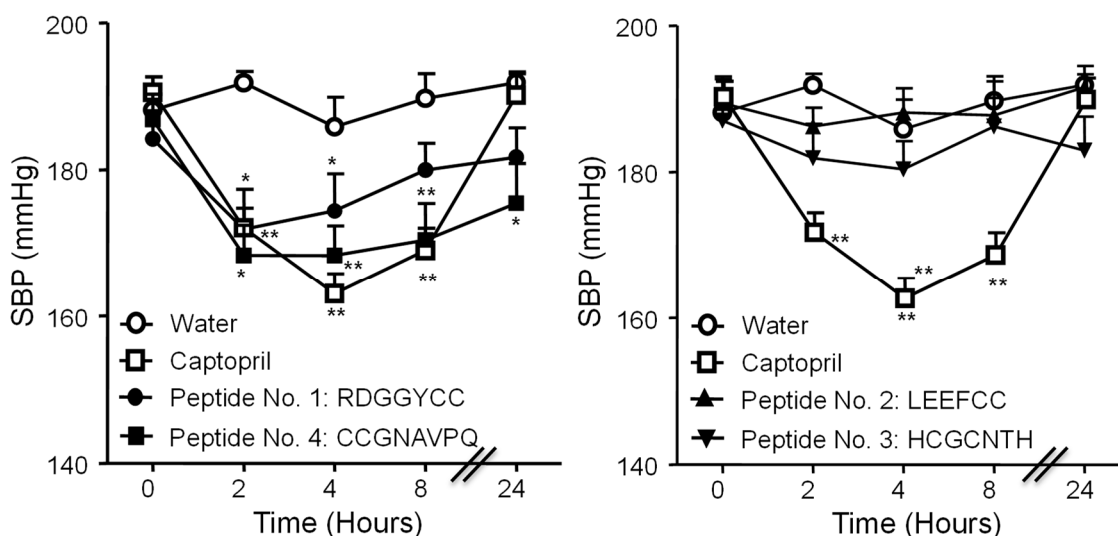 200
180
160
140
SBP (mmHg)
*
*
**
**
*
**
**
**
*
**
Water
Captopril
Peptide No. 1: RDGGYCC
Peptide No. 4: CCGNAVPQ
0 2 4 8 24
Time (Hours)
200
180
160
140
SBP (mmHg)
**
**
**
**
Water
Captopril
Peptide No. 2: LEEFCC
Peptide No. 3: HCGCNTH
0 2 4 8 24
Time (Hours)